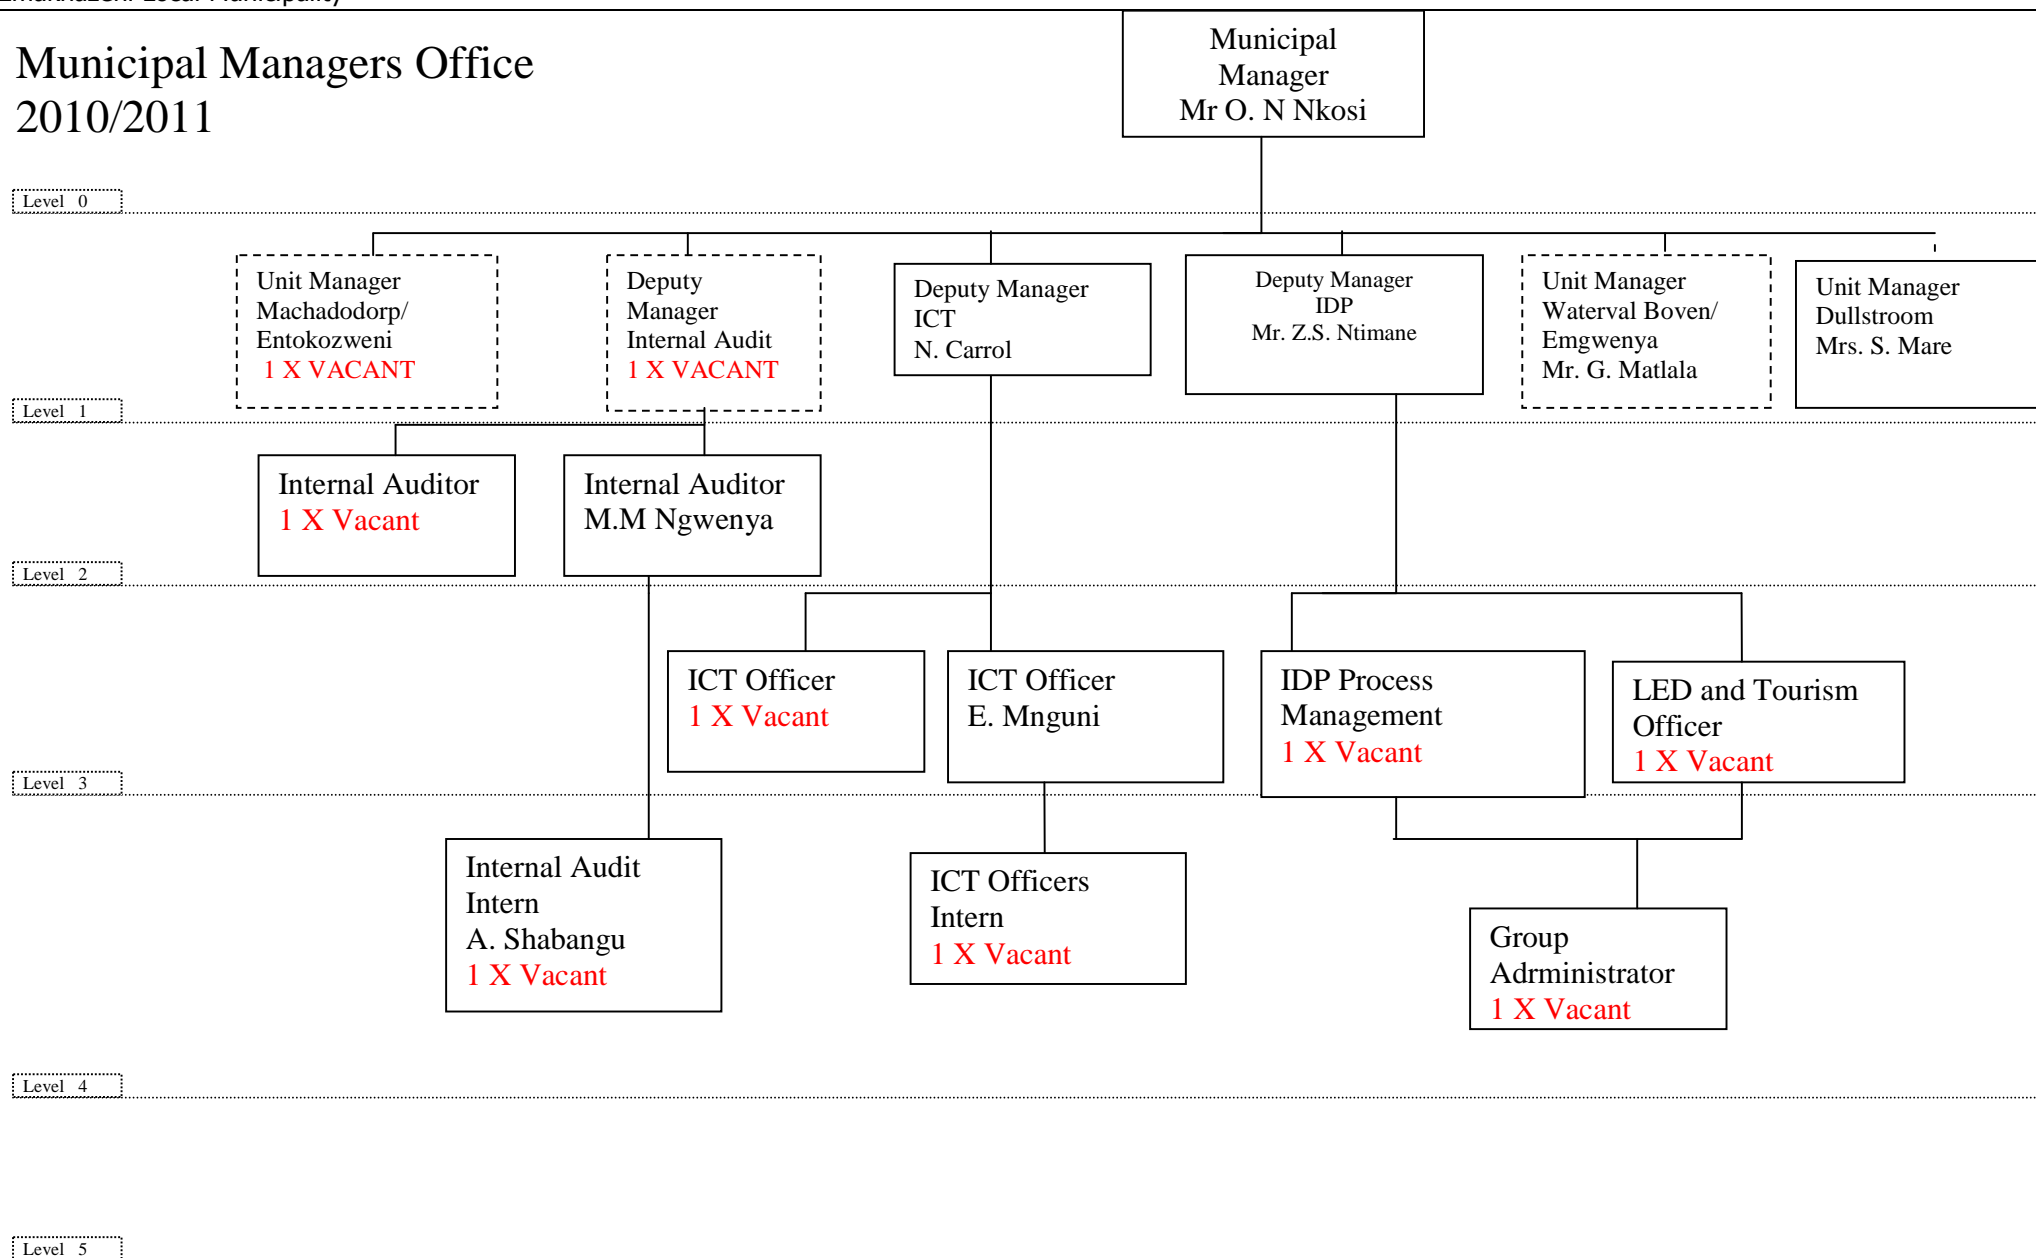 Local Municipality
Municipal Managers Office
2010/2011
Municipal
Manager
Mr O. N Nkosi
Level 0
Unit Manager
Machadodorp/
Entokozweni
1 X VACANT
Deputy
Manager
Internal Audit
1 X VACANT
Deputy Manager
ICT
N. Carrol
Deputy Manager
IDP
Mr. Z.S. Ntimane
Unit Manager
Waterval Boven/
Emgwenya
Mr. G. Matlala
Unit Manager
Dullstroom
Mrs. S. Mare
Level 1
Internal Auditor
1 X Vacant
Internal Auditor
M.M Ngwenya
Level 2
ICT Officer
1 X Vacant
ICT Officer
E. Mnguni
IDP Process
Management
1 X Vacant
LED and Tourism
Officer
1 X Vacant
Level 3
Internal Audit
Intern
A. Shabangu
1 X Vacant
ICT Officers
Intern
1 X Vacant
Group
Adrministrator
1 X Vacant
Level 4
Level 5